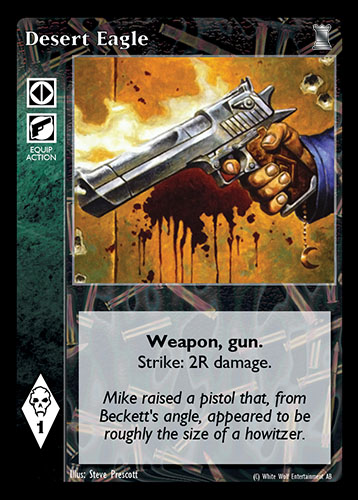 Desert Eagle
EQUIP
ACTION
Weapon, gun.
Strike: 2R damage.
Mike raised a pistol that, from
Beckett's angle, appeared to be
roughly the size of a howitzer.
1
Illus: Steve Prescott
(C) White Wolf Entertainment AB